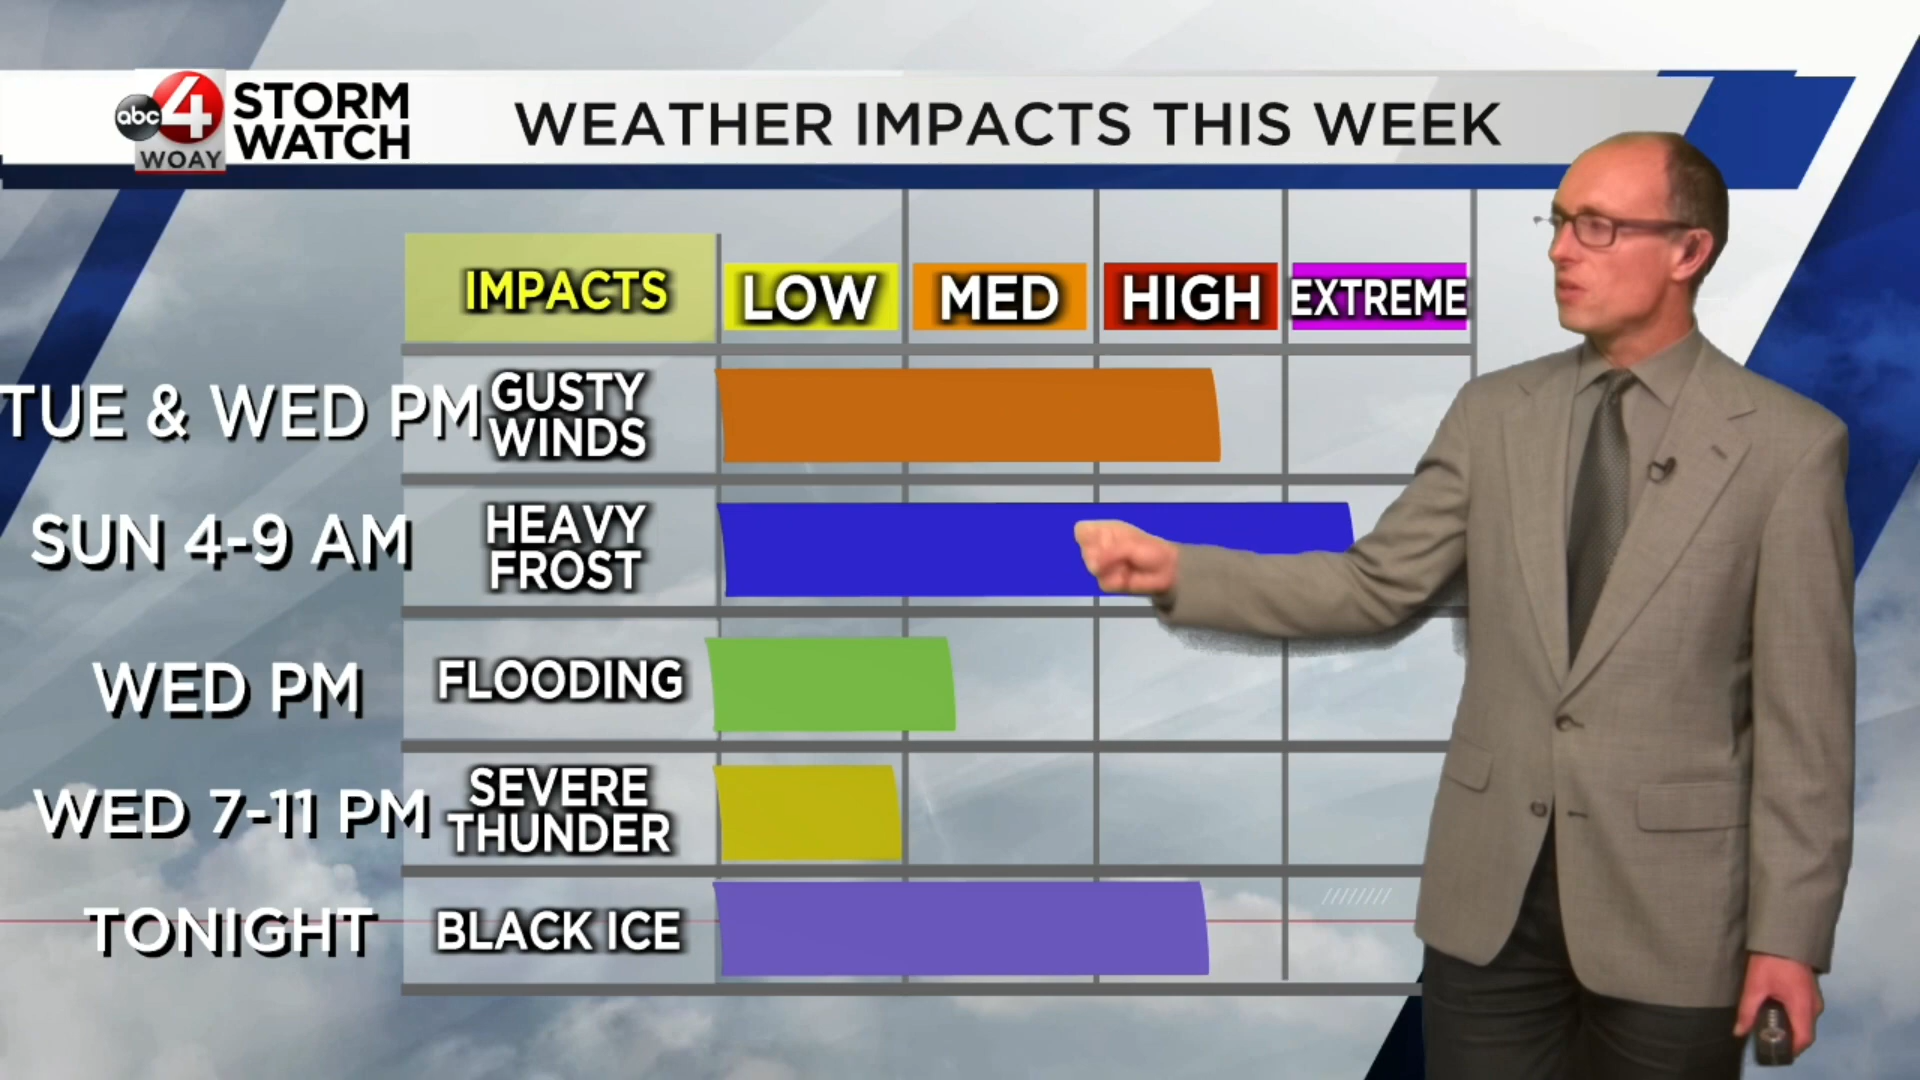 abc 4
WOAY
STORM
WATCH
WEATHER IMPACTS THIS WEEK
IMPACTS LOW MED HIGH EXTREME
TUE & WED PM
GUSTY
WINDS
SUN 4-9 AM
HEAVY
FROST
WED PM
FLOODING
WED 7-11 PM
SEVERE
THUNDER
TONIGHT
BLACK ICE